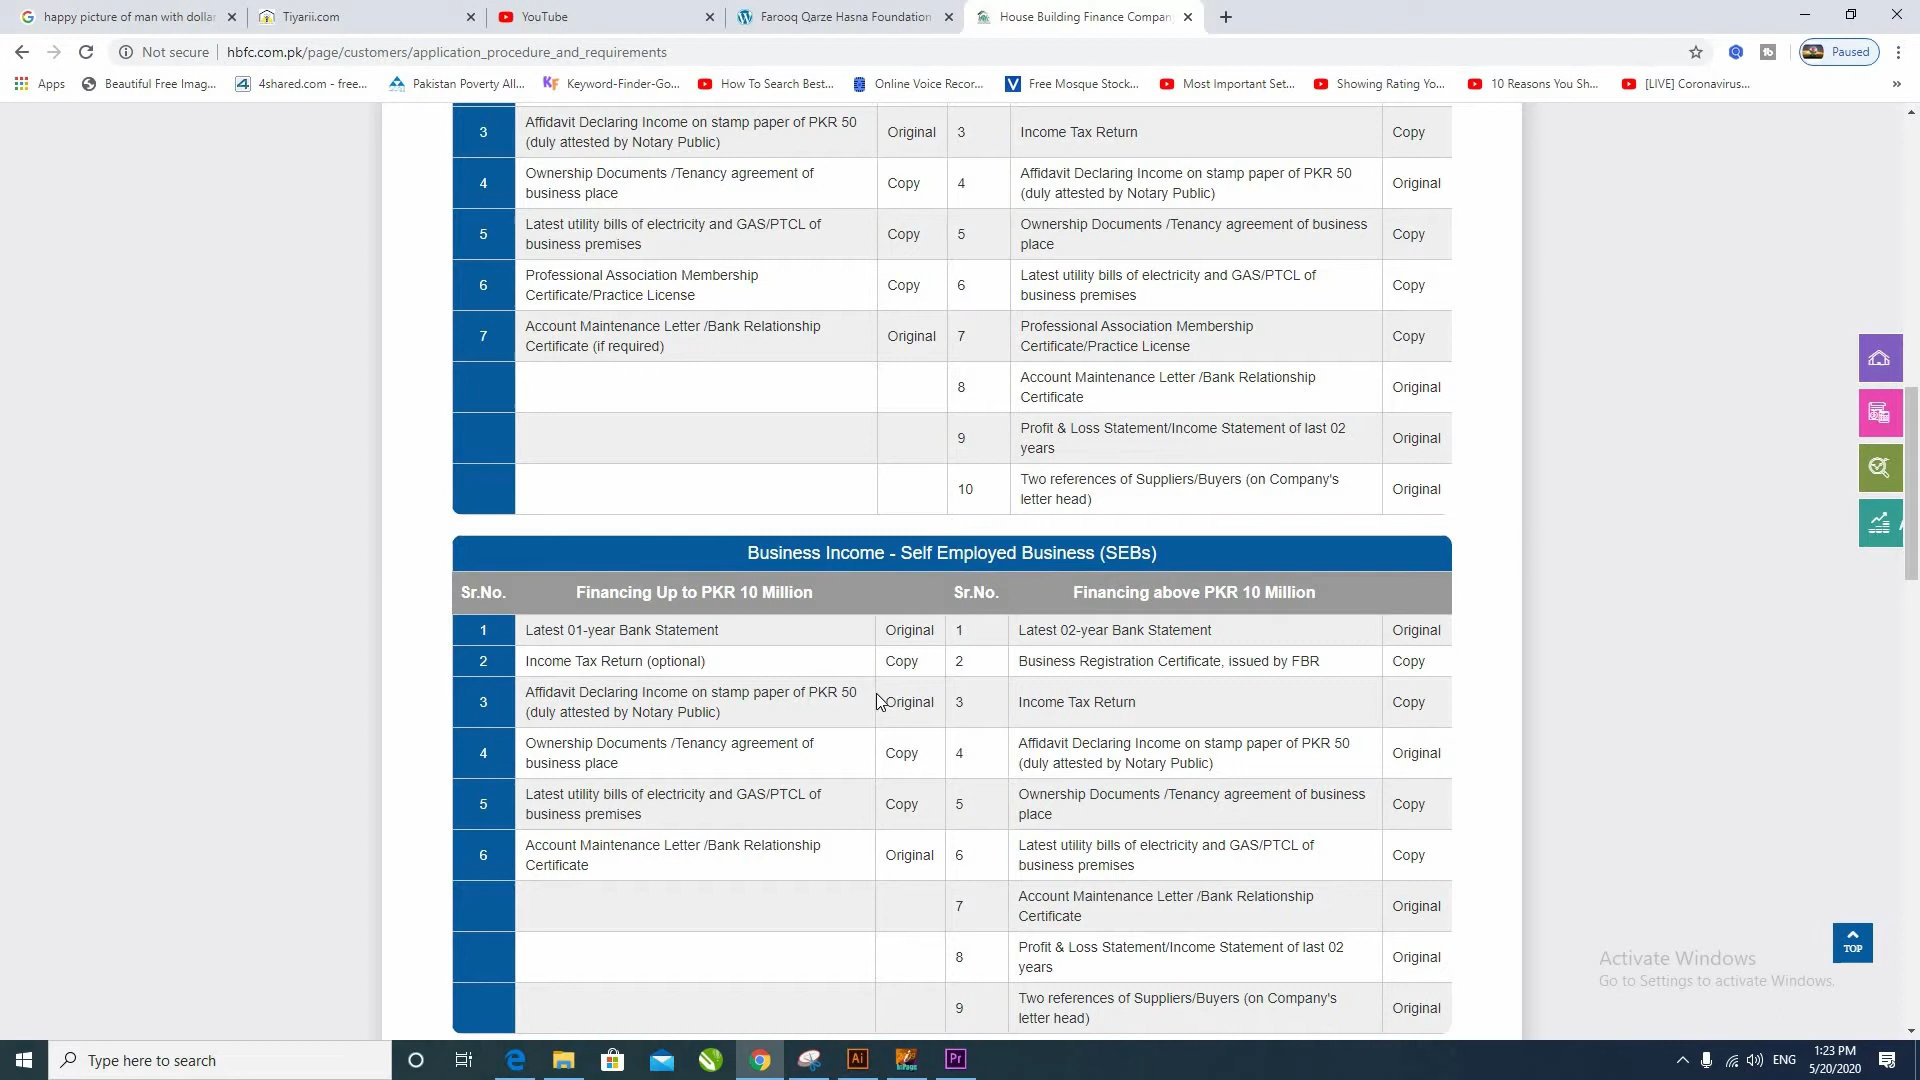 happy picture of man with dolla
Tiyarii.com
YouTube
Farooq Qarze Hasna Foundation
House Building Finance Compan
Not secure
hbfc.com.pk/page/customers/application_procedure_and_requirements
Paused
Apps
Beautiful Free Imag...
4shared.com - free...
Pakistan Poverty All...
Keyword-Finder-Go...
How To Search Best...
Online Voice Recor...
Free Mosque Stock...
Most Important Set...
Showing Rating Yo...
10 Reasons You Sh...
[LIVE] Coronavirus...
3 Affidavit Declaring Income on stamp paper of PKR 50 Original 3 Income Tax Return Copy
(duly attested by Notary Public)
4 Ownership Documents /Tenancy agreement of Copy 4 Affidavit Declaring Income on stamp paper of PKR 50 Original
business place (duly attested by Notary Public)
5 Latest utility bills of electricity and GAS/PTCL of Copy 5 Ownership Documents /Tenancy agreement of business Copy
business premises place
6 Professional Association Membership Copy 6 Latest utility bills of electricity and GAS/PTCL of Copy
Certificate/Practice License business premises
7 Account Maintenance Letter /Bank Relationship Original 7 Professional Association Membership Copy
Certificate (if required) Certificate/Practice License
8 Account Maintenance Letter /Bank Relationship Original
Certificate
9 Profit & Loss Statement/Income Statement of last 02 Original
years
10 Two references of Suppliers/Buyers (on Company's Original
letter head)
Business Income - Self Employed Business (SEBs)
Sr.No. Financing Up to PKR 10 Million Sr.No. Financing above PKR 10 Million
1 Latest 01-year Bank Statement Original 1 Latest 02-year Bank Statement Original
2 Income Tax Return (optional) Copy 2 Business Registration Certificate, issued by FBR Copy
3 Affidavit Declaring Income on stamp paper of PKR 50 Original 3 Income Tax Return Copy
(duly attested by Notary Public)
4 Ownership Documents /Tenancy agreement of Copy 4 Affidavit Declaring Income on stamp paper of PKR 50 Original
business place (duly attested by Notary Public)
5 Latest utility bills of electricity and GAS/PTCL of Copy 5 Ownership Documents /Tenancy agreement of business Copy
business premises place
6 Account Maintenance Letter /Bank Relationship Original 6 Latest utility bills of electricity and GAS/PTCL of Copy
Certificate business premises
7 Account Maintenance Letter /Bank Relationship Original
Certificate
8 Profit & Loss Statement/Income Statement of last 02 Original
years
9 Two references of Suppliers/Buyers (on Company's Original
letter head)
TOP
Activate Windows
Go to Settings to activate Windows.
Type here to search
Ai
Pr
ENG
1:23 PM
5/20/2020